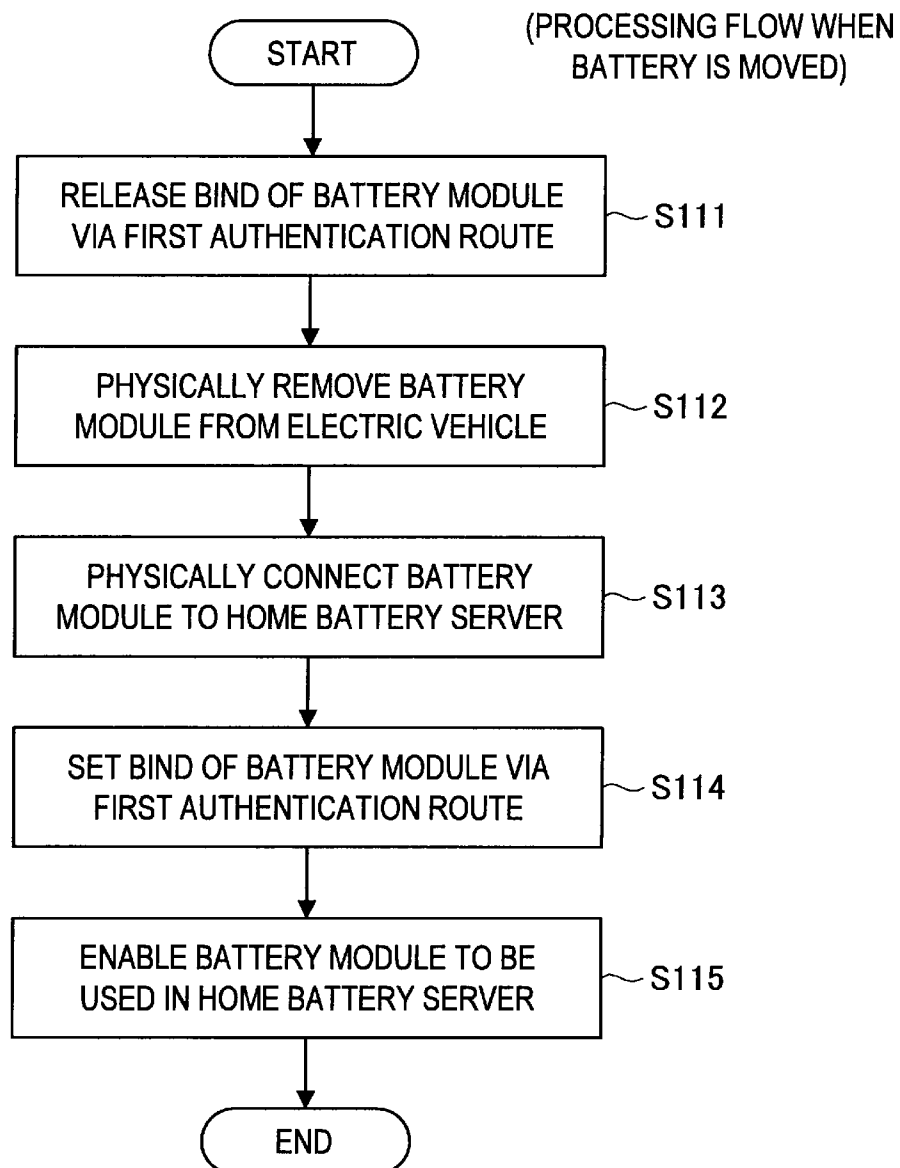 (PROCESSING FLOW WHEN
BATTERY IS MOVED)
START
RELEASE BIND OF BATTERY MODULE
VIA FIRST AUTHENTICATION ROUTE
S111
PHYSICALLY REMOVE BATTERY
MODULE FROM ELECTRIC VEHICLE
S112
PHYSICALLY CONNECT BATTERY
MODULE TO HOME BATTERY SERVER
S113
SET BIND OF BATTERY MODULE VIA
FIRST AUTHENTICATION ROUTE
S114
ENABLE BATTERY MODULE TO BE
USED IN HOME BATTERY SERVER
S115
END